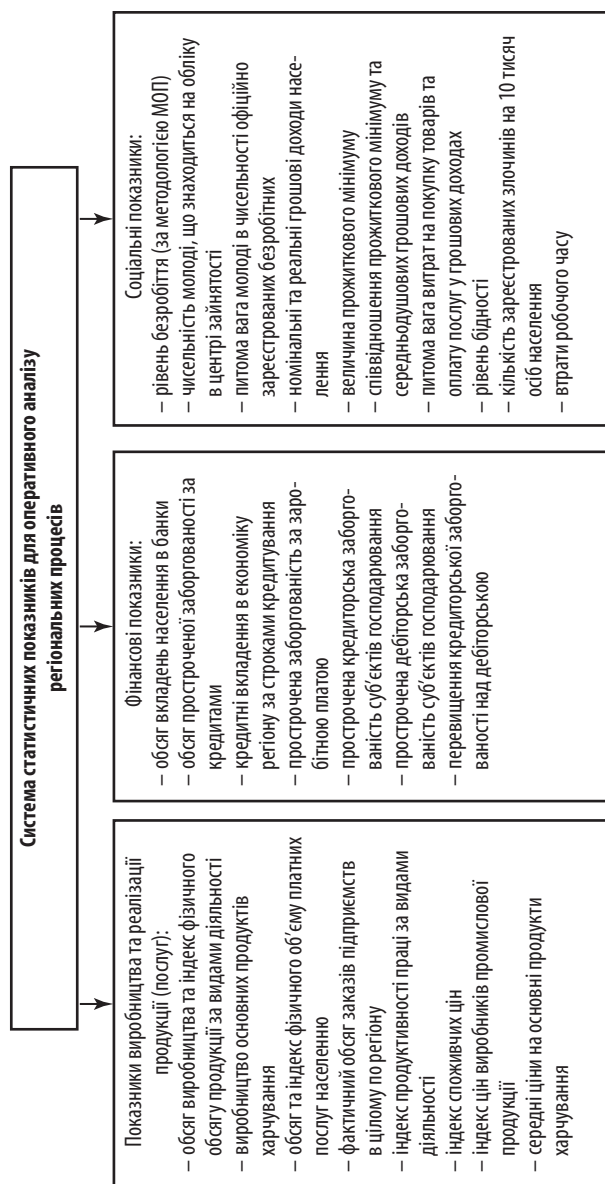 Система статистичних показників для оперативного аналізу
регіональних процесів
Показники виробництва та реалізації
продукції (послуг):
– обсяг виробництва та індекс фізичного
обсягу продукції за видами діяльності
– виробництво основних продуктів
харчування
– обсяг та індекс фізичного об’єму платних
послуг населенню
– фактичний обсяг заказів підприємств
в цілому по регіону
– індекс продуктивності праці за видами
діяльності
– індекс споживчих цін
– індекс цін виробників промислової
продукції
– середні ціни на основні продукти
харчування
Фінансові показники:
– обсяг вкладень населення в банки
– обсяг простроченої заборгованості за
кредитами
– кредитні вкладення в економіку
регіону за строками кредитування
– прострочена заборгованість за заро-
бітною платою
– прострочена кредиторська заборго-
ваність суб’єктів господарювання
– прострочена дебіторська заборго-
ваність суб’єктів господарювання
– перевищення кредиторської заборго-
ваності над дебіторською
Соціальні показники:
– рівень безробіття (за методологією МОП)
– чисельність молоді, що знаходиться на обліку
в центрі зайнятості
– питома вага молоді в чисельності офіційно
зареєстрованих безробітних
– номінальні та реальні грошові доходи насе-
лення
– величина прожиткового мінімуму
– співвідношення прожиткового мінімуму та
середньодушових грошових доходів
– питома вага витрат на покупку товарів та
оплату послуг у грошових доходах
– рівень бідності
– кількість зареєстрованих злочинів на 10 тисяч
осіб населення
– втрати робочого часу